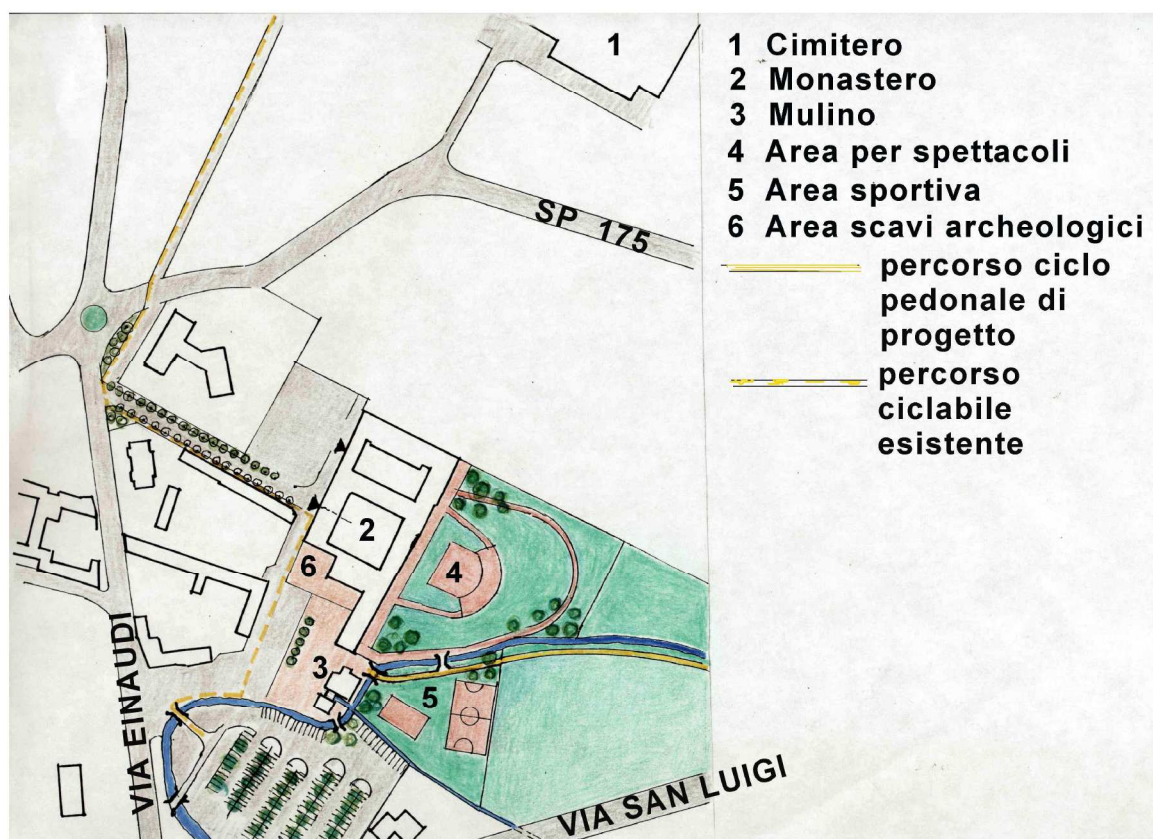 1 Cimitero
2 Monastero
3 Mulino
4 Area per spettacoli
5 Area sportiva
6 Area scavi archeologici
percorso ciclo
pedonale di
progetto
percorso
ciclabile
esistente
1
SP 175
2
6
4
3
5
VIA EINAUDI
VIA SAN LUIGI